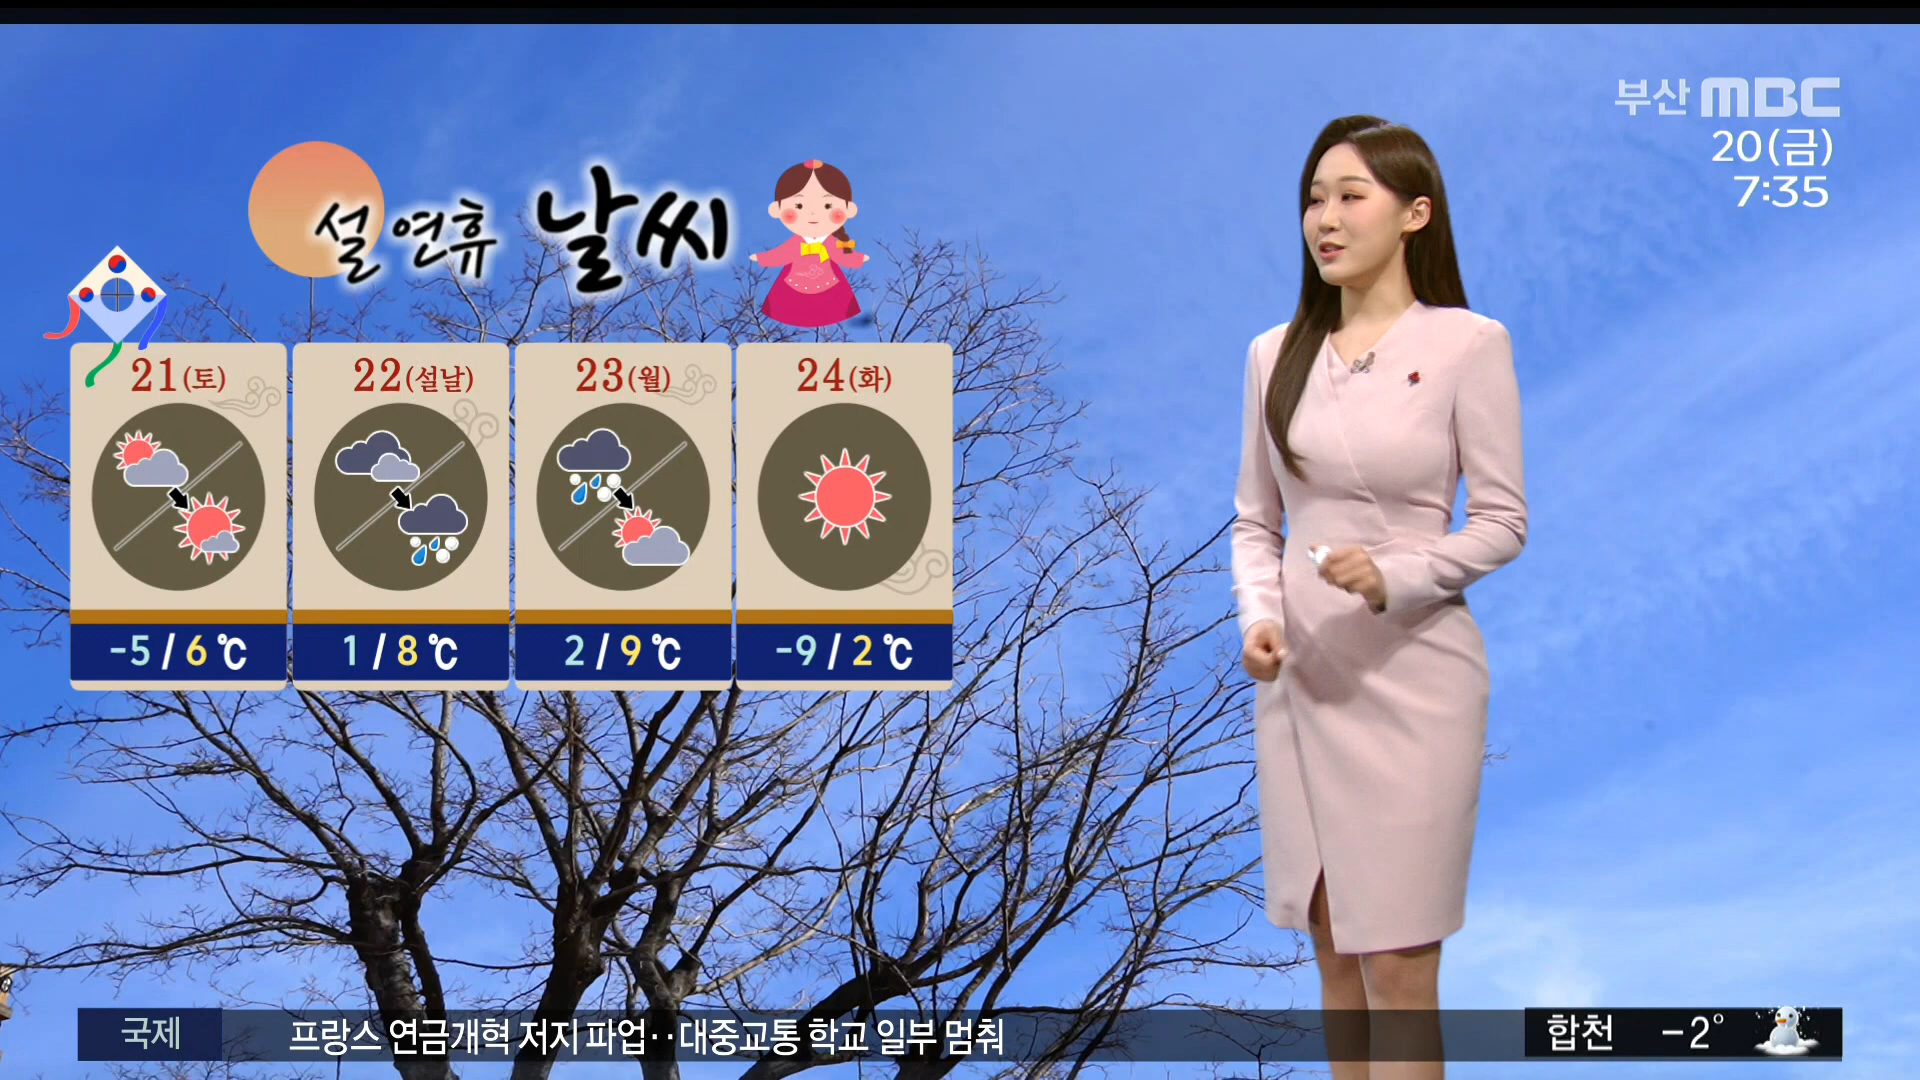 부산 MBC
20(금)
7:35
설 연휴 날씨
21(토)
22(설날)
23(월)
24(화)
-5 / 6 ℃
1 / 8 ℃
2 / 9 ℃
-9 / 2 ℃
국제
프랑스 연금개혁 저지 파업‥대중교통 학교 일부 멈춰
합천 -2°